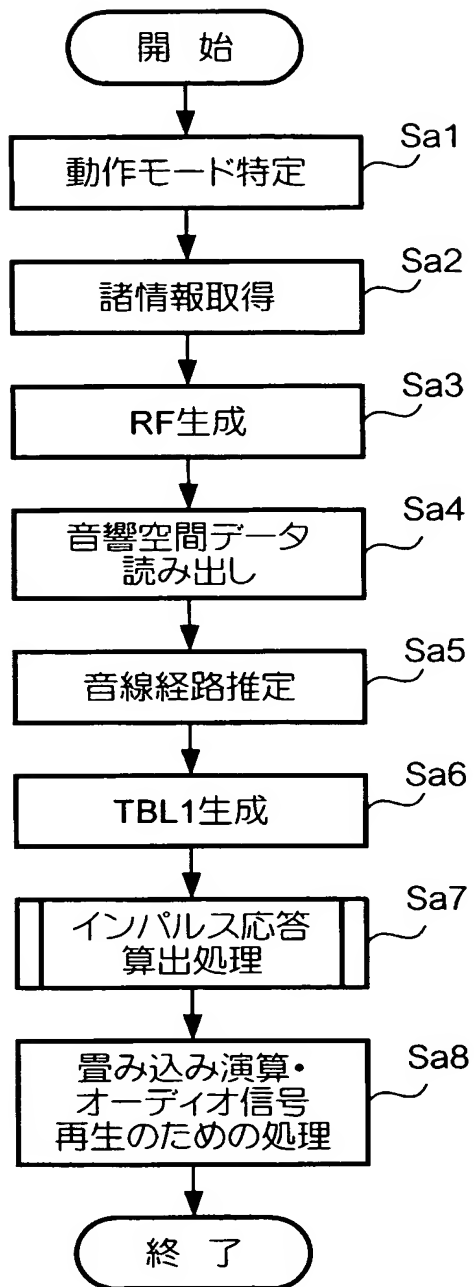 開 始
Sa1
動作モード特定
Sa2
諸情報取得
Sa3
RF生成
Sa4
音響空間データ
読み出し
Sa5
音線経路推定
Sa6
TBL1生成
Sa7
インパルス応答
算出処理
Sa8
畳み込み演算・
オーディオ信号
再生のための処理
終 了